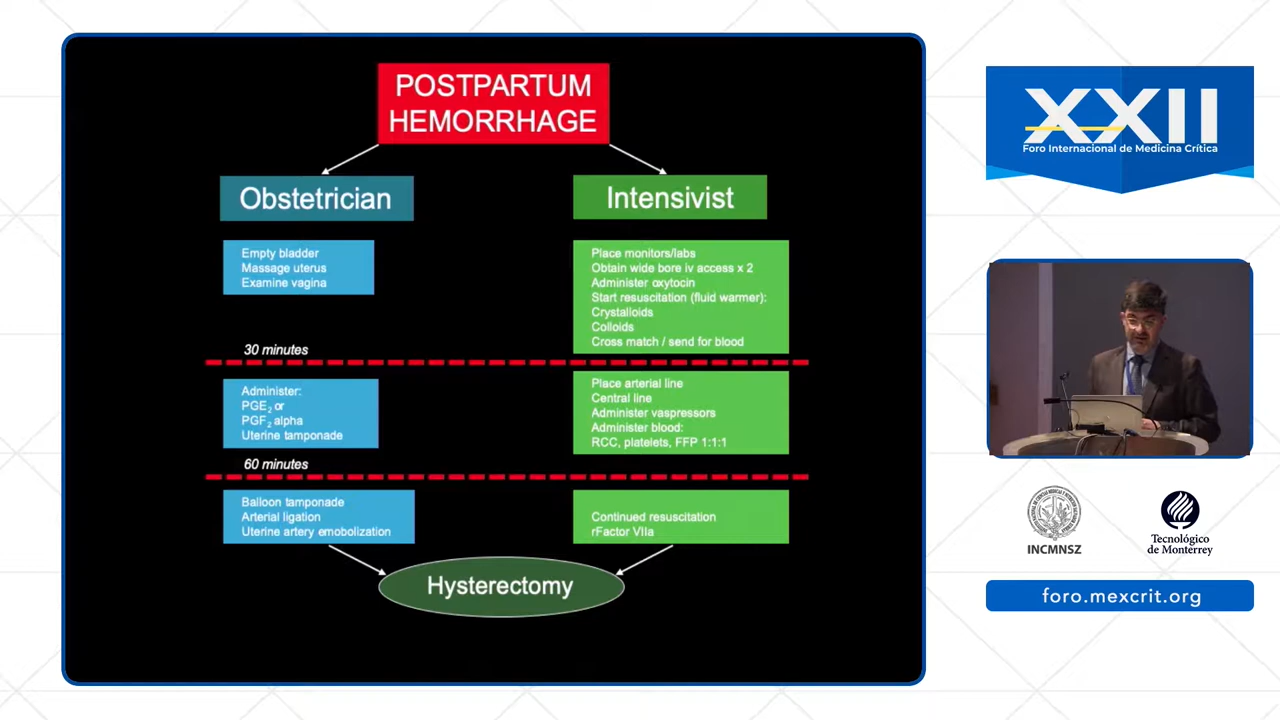 POSTPARTUM
HEMORRHAGE
Obstetrician
Intensivist
Empty bladder
Massage uterus
Examine vagina
Place monitors/labs
Obtain wide bore iv access x 2
Administer oxytocin
Start resuscitation (fluid warmer):
Crystalloids
Colloids
Cross match / send for blood
30 minutes
Administer:
PGE2 or
PGF2 alpha
Uterine tamponade
Place arterial line
Central line
Administer vaspressors
Administer blood:
RCC, platelets, FFP 1:1:1
60 minutes
Balloon tamponade
Arterial ligation
Uterine artery emobolization
Continued resuscitation
rFactor VIIa
Hysterectomy
XXII
Foro Internacional de Medicina Crítica
INCMNSZ
Tecnológico
de Monterrey
foro.mexcrit.org